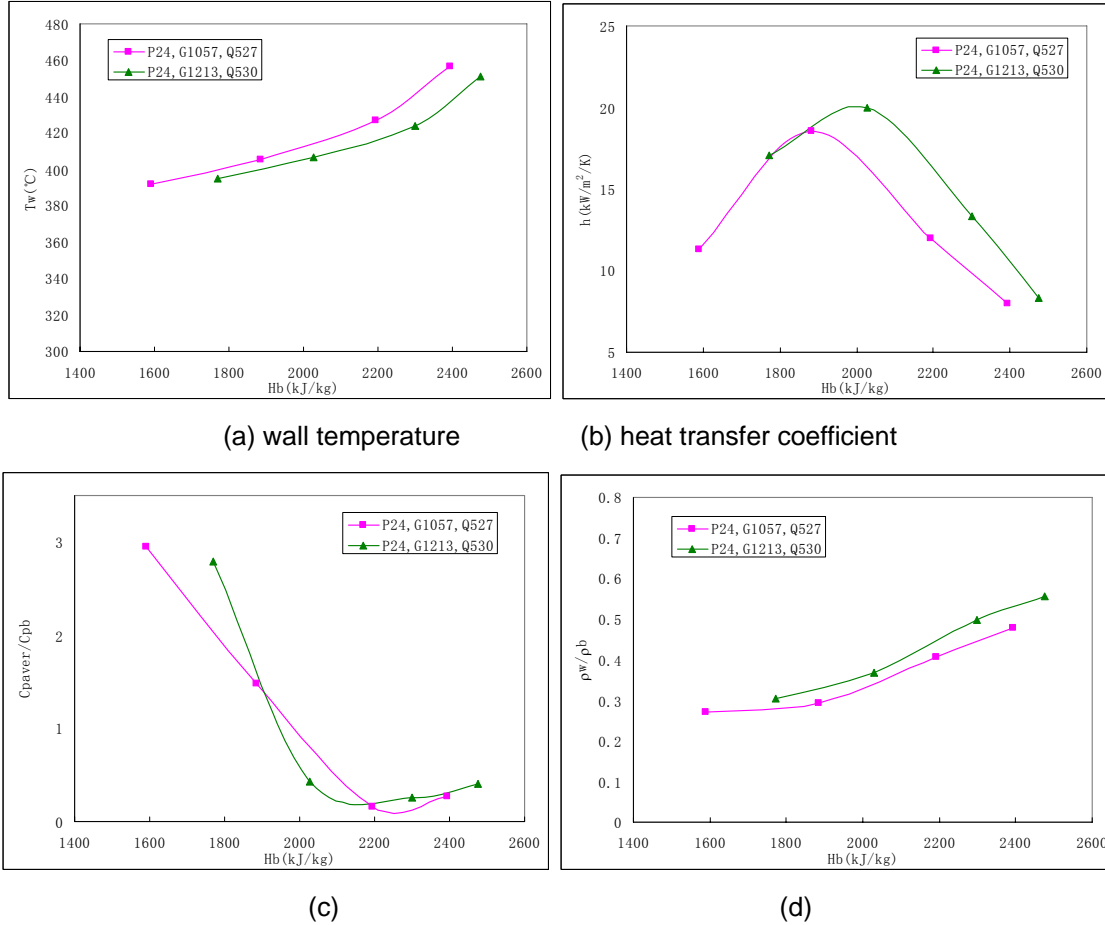 480
460
440
420
400
380
360
340
320
300
Tw(℃)
P24,G1057,Q527
P24,G1213,Q530
1400 1600 1800 2000 2200 2400 2600
Hb(kJ/kg)
25
20
15
10
5
h(kW/m²/K)
P24,G1057,Q527
P24,G1213,Q530
1400 1600 1800 2000 2200 2400 2600
Hb(kJ/kg)
(a) wall temperature
(b) heat transfer coefficient
3
2
1
0
Cpaver/Cpb
P24,G1057,Q527
P24,G1213,Q530
1400 1600 1800 2000 2200 2400 2600
Hb(kJ/kg)
0.8
0.7
0.6
0.5
0.4
0.3
0.2
0.1
0
ρw/ρb
P24,G1057,Q527
P24,G1213,Q530
1400 1600 1800 2000 2200 2400 2600
Hb(kJ/kg)
(c)
(d)